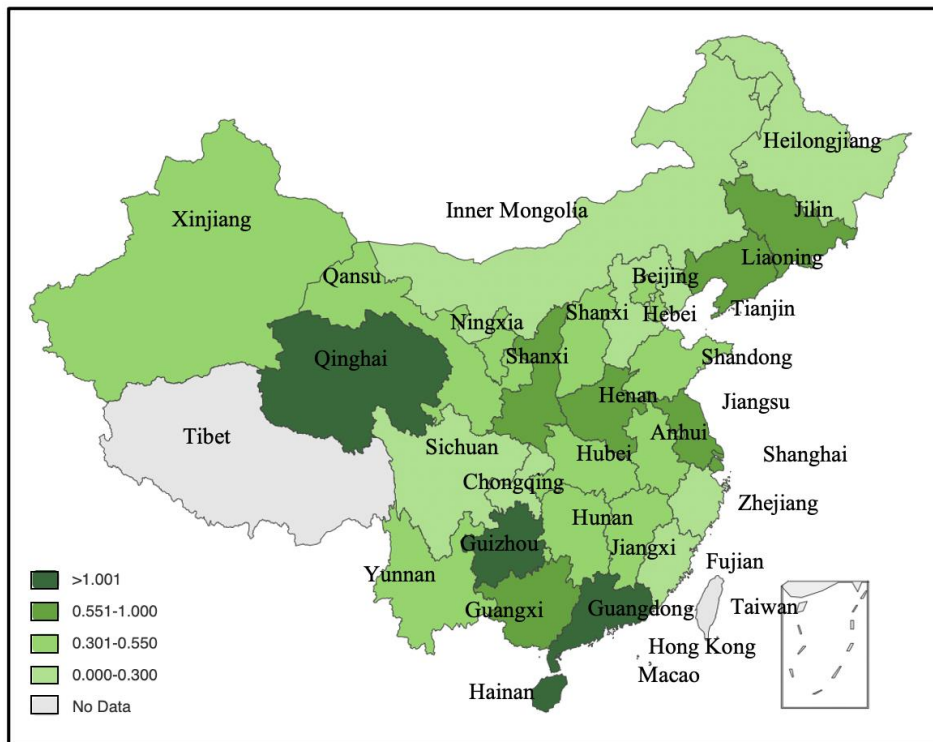 Heilongjiang
Xinjiang
Inner Mongolia
Jilin
Qansu
Beijing
Liaoning
Ningxia
Shanxi
Hebei
Tianjin
Qinghai
Shanxi
Shandong
Henan
Jiangsu
Tibet
Sichuan
Hubei
Anhui
Shanghai
Chongqing
Zhejiang
Hunan
Guizhou
Jiangxi
Fujian
Yunnan
Guangxi
Guangdong
Taiwan
Hong Kong
Macao
Hainan
>1.001
0.551-1.000
0.301-0.550
0.000-0.300
No Data